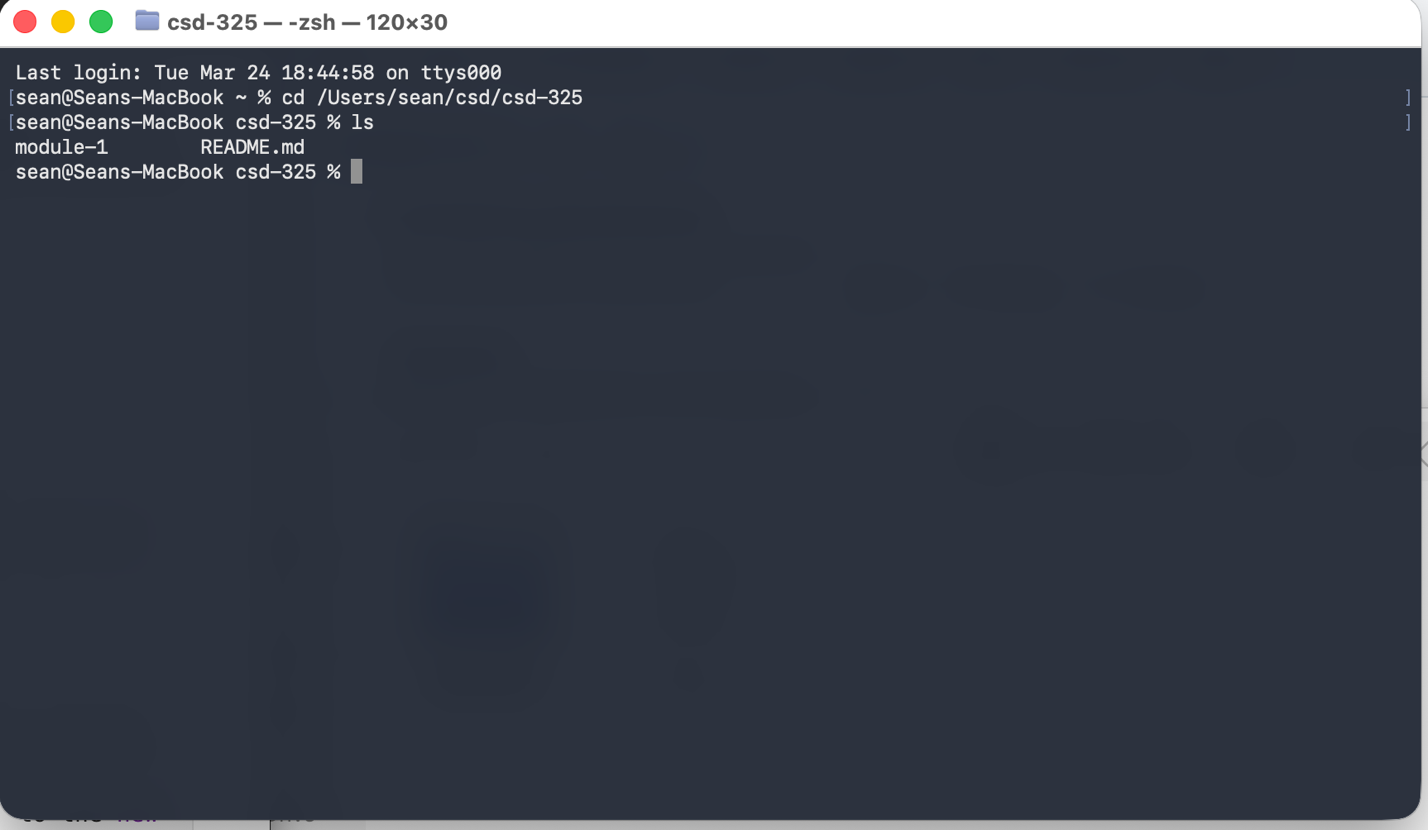 csd-325 — -zsh — 120×30
Last login: Tue Mar 24 18:44:58 on ttys000
[sean@Seans-MacBook ~ % cd /Users/sean/csd/csd-325 ]
[sean@Seans-MacBook csd-325 % ls ]
module-1 README.md
sean@Seans-MacBook csd-325 %
to the